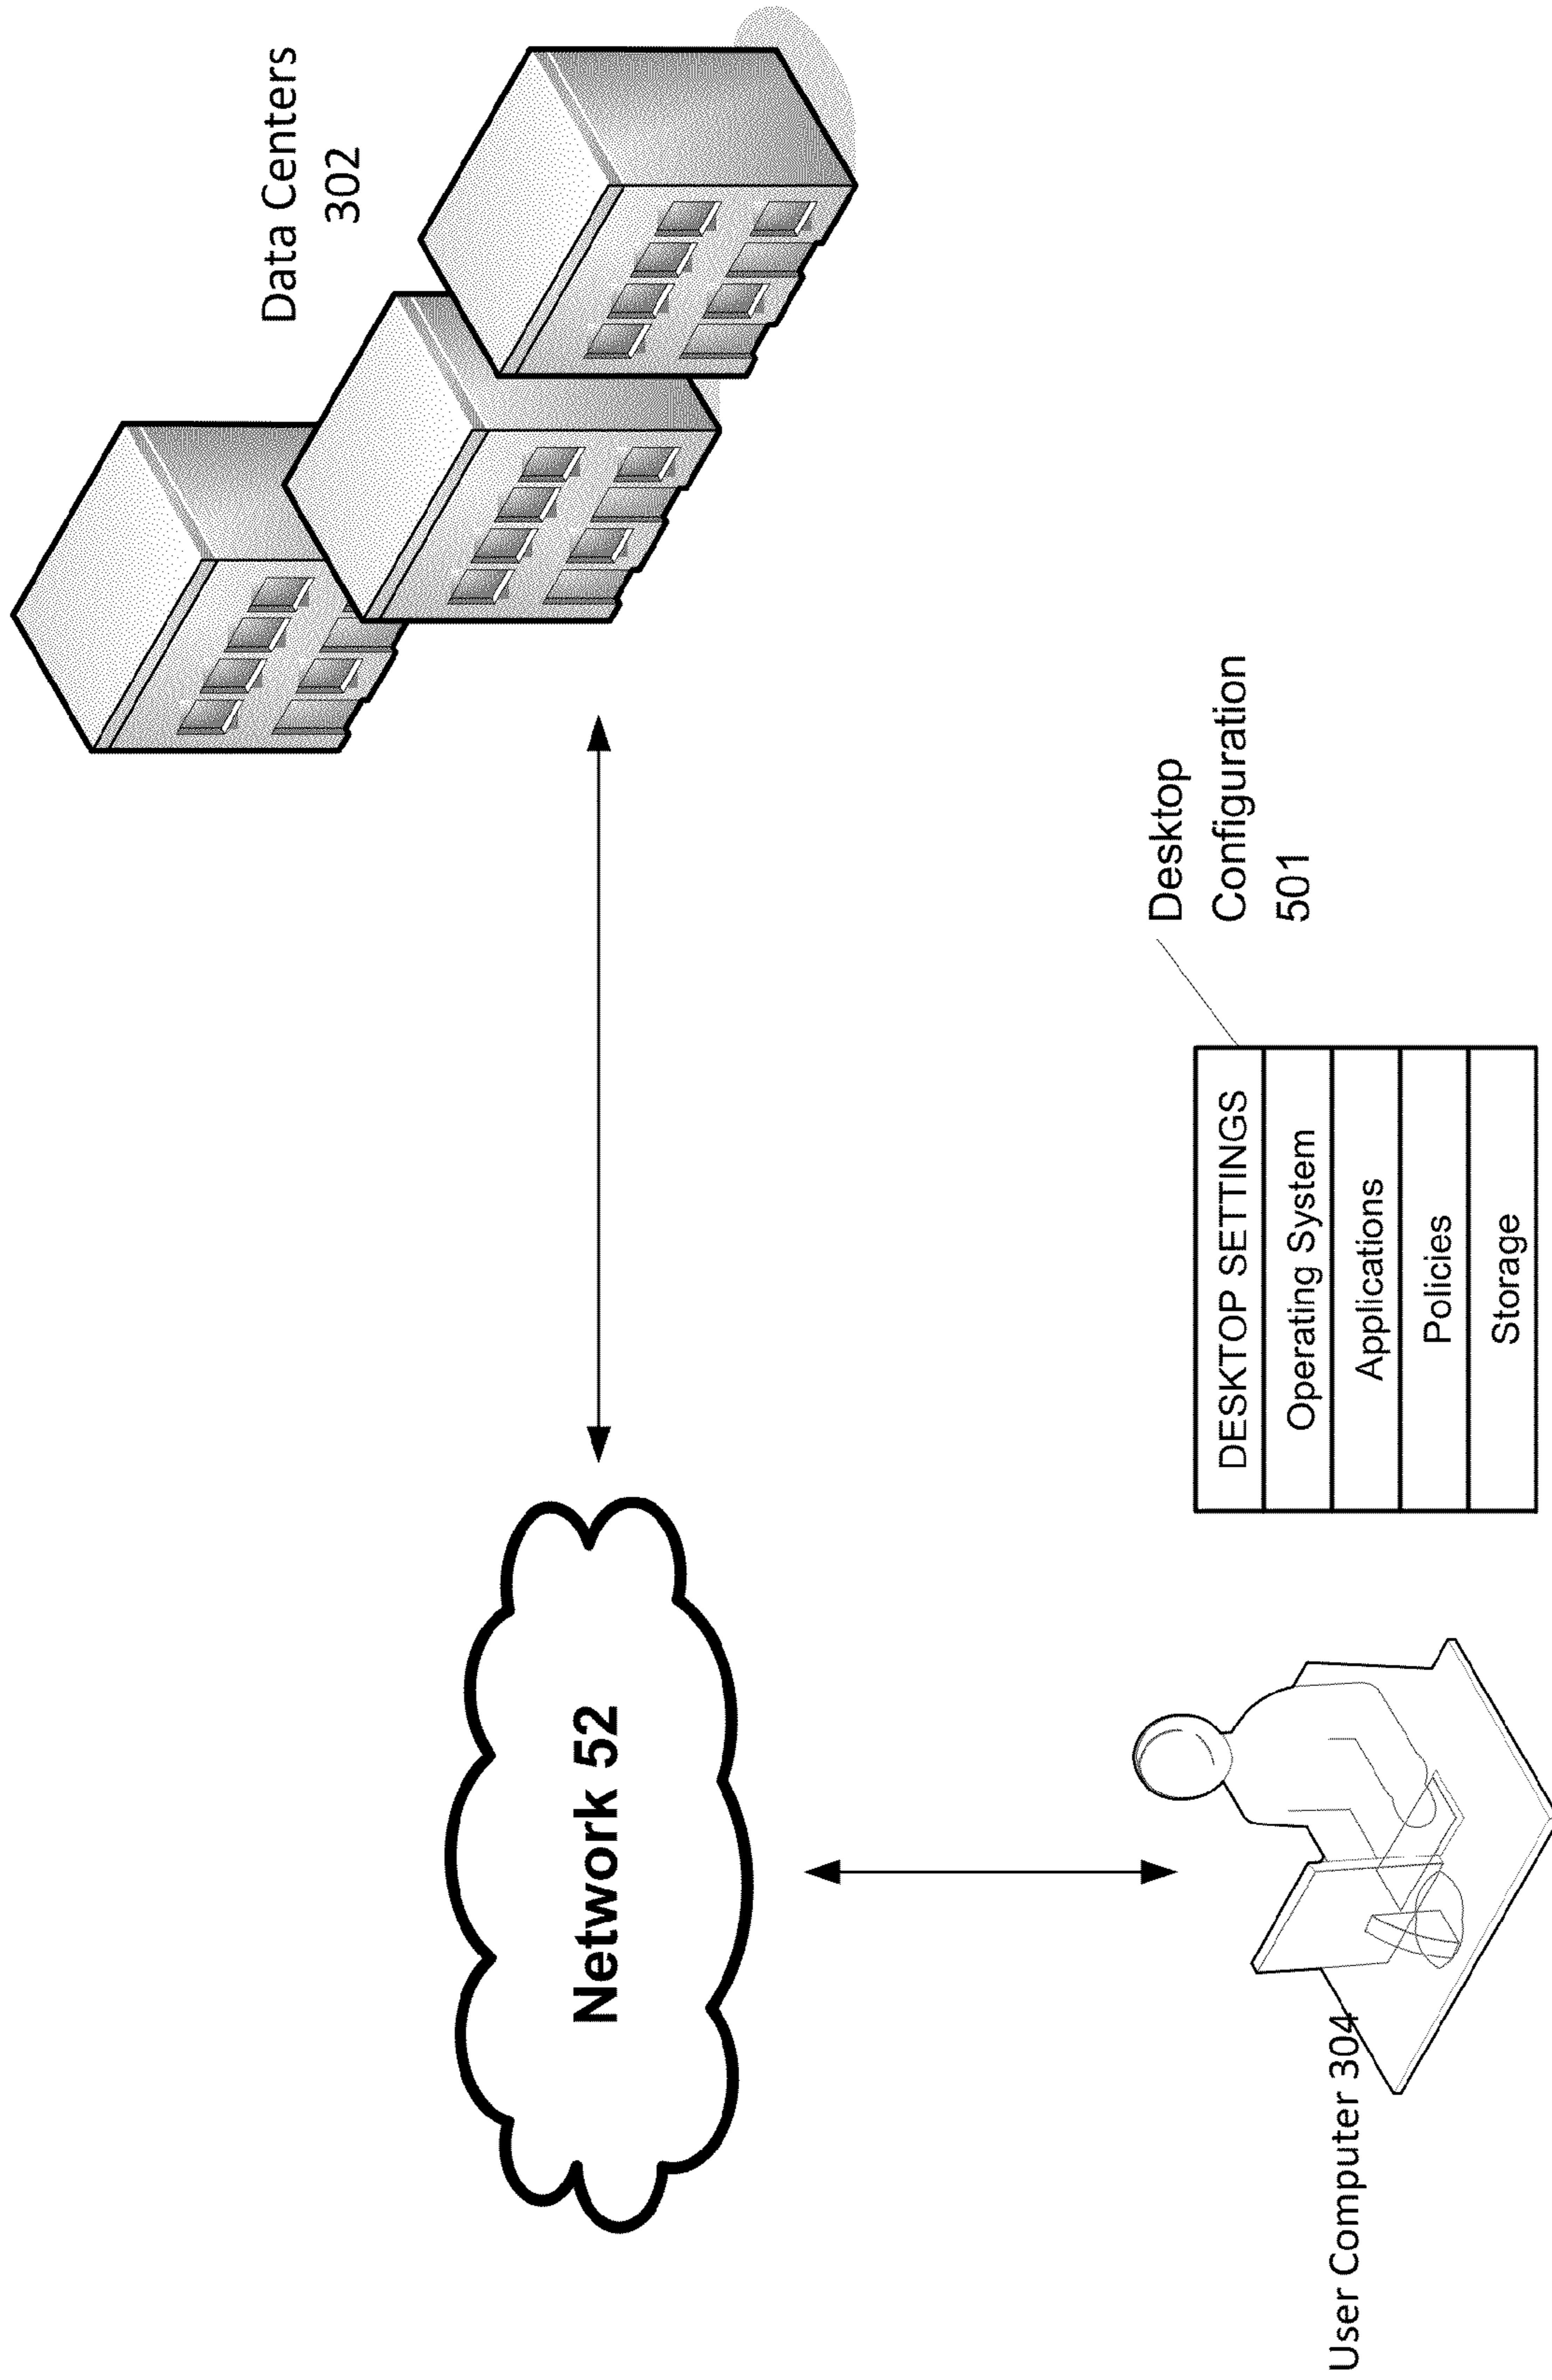 Data Centers
302
Network 52
Desktop
Configuration
501
DESKTOP SETTINGS
Operating System
Applications
Policies
Storage
User Computer 304